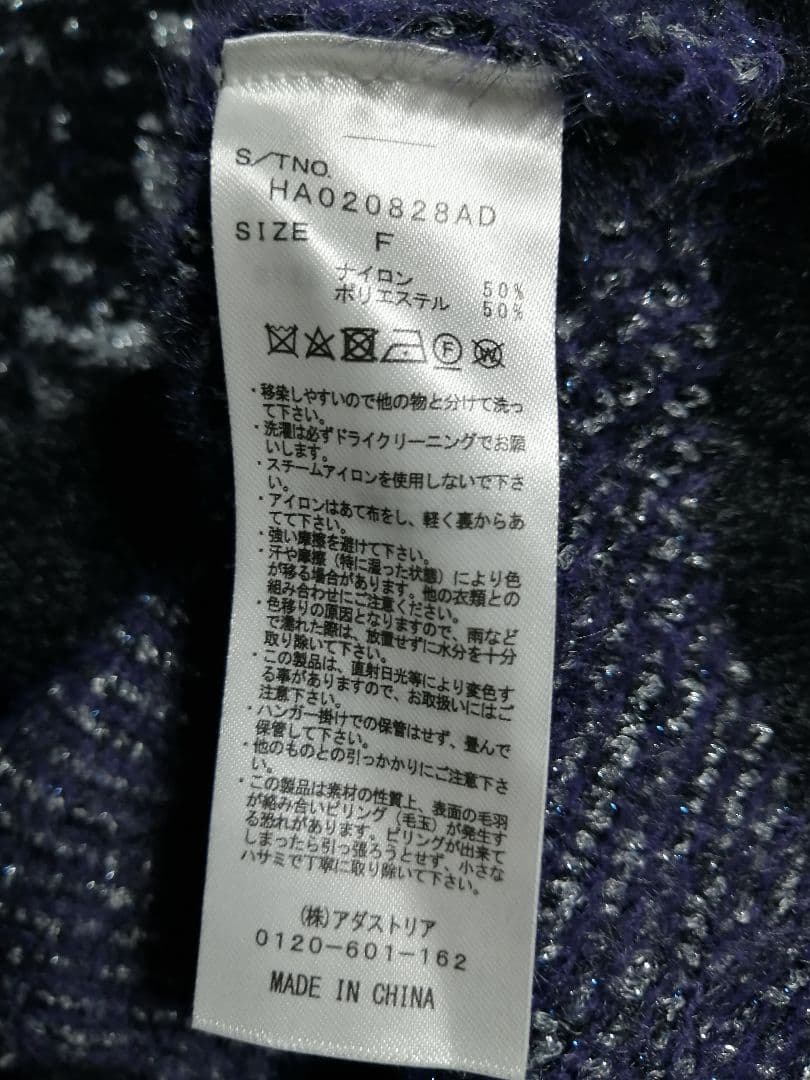 S/TNO.
HA020828AD
SIZE F
ナイロン 50%
ポリエステル 50%
F W
・移染しやすいので他の物と分けて洗っ
て下さい。
・洗濯は必ずドライクリーニングでお願
いします。
・スチームアイロンを使用しないで下さ
い。
・アイロンはあて布をし、軽く裏からあ
てて下さい。
・強い摩擦を避けて下さい。
・汗や摩擦（特に湿った状態）により色
が移る場合があります。他の衣類との
組み合わせにご注意ください。
・色移りの原因となりますので、雨など
で濡れた際は、放置せずに水分を十分
取り除いて下さい。
・この製品は、直射日光等により変色す
る事がありますので、お取扱いにはご
注意下さい。
・ハンガー掛けでの保管はせず、畳んで
保管して下さい。
・他のものとの引っかかりにご注意下さ
い。
・この製品は素材の性質上、表面の毛羽
が絡み合いピリング（毛玉）が発生す
る恐れがあります。ピリングが出来て
しまったら引っ張ろうとせず、小さな
ハサミで丁寧に取り除いて下さい。
(株)アダストリア
0120-601-162
MADE IN CHINA